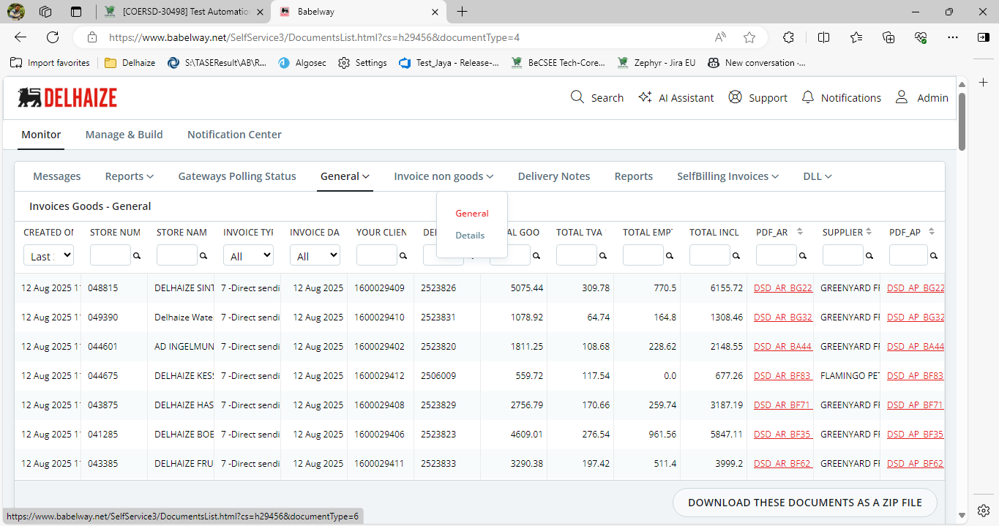 [COERSD-30498] Test Automation
Babelway
https://www.babelway.net/SelfService3/DocumentsList.html?cs=h29456&documentType=4
Import favorites Delhaize S:\TASEResult\AB\R... Algosec Settings Test_Jaya - Release-... BeCSEE Tech-Core... Zephyr - Jira EU New conversation -...
DELHAIZE Search AI Assistant Support Notifications Admin
Monitor Manage & Build Notification Center
Messages Reports Gateways Polling Status General Invoice non goods Delivery Notes Reports SelfBilling Invoices DLL
Invoices Goods - General
General
Details
CREATED ON STORE NUM STORE NAM INVOICE TYP INVOICE DA YOUR CLIEN DE AL GOO TOTAL TVA TOTAL EMPT TOTAL INCL PDF_AR SUPPLIER PDF_AP
Last All All
12 Aug 2025 1 048815 DELHAIZE SINT 7 -Direct sendi 12 Aug 2025 1600029409 2523826 5075.44 309.78 770.5 6155.72 DSD_AR_BG22 GREENYARD FR DSD_AP_BG22
12 Aug 2025 1 049390 Delhaize Wate 7 -Direct sendi 12 Aug 2025 1600029410 2523831 1078.92 64.74 164.8 1308.46 DSD_AR_BG32 GREENYARD FR DSD_AP_BG32
12 Aug 2025 1 044601 AD INGELMUN 7 -Direct sendi 12 Aug 2025 1600029402 2523820 1811.25 108.68 228.62 2148.55 DSD_AR_BA44 GREENYARD FR DSD_AP_BA44
12 Aug 2025 1 044675 DELHAIZE KESS 7 -Direct sendi 12 Aug 2025 1600029412 2506009 559.72 117.54 0.0 677.26 DSD_AR_BF83 FLAMINGO PET DSD_AP_BF83
12 Aug 2025 1 043875 DELHAIZE HAS 7 -Direct sendi 12 Aug 2025 1600029408 2523829 2756.79 170.66 259.74 3187.19 DSD_AR_BF71 GREENYARD FR DSD_AP_BF71
12 Aug 2025 1 041285 DELHAIZE BOE 7 -Direct sendi 12 Aug 2025 1600029406 2523823 4609.01 276.54 961.56 5847.11 DSD_AR_BF35 GREENYARD FR DSD_AP_BF35
12 Aug 2025 1 043385 DELHAIZE FRU 7 -Direct sendi 12 Aug 2025 1600029411 2523833 3290.38 197.42 511.4 3999.2 DSD_AR_BF62 GREENYARD FR DSD_AP_BF62
DOWNLOAD THESE DOCUMENTS AS A ZIP FILE
https://www.babelway.net/SelfService3/DocumentsList.html?cs=h29456&documentType=6